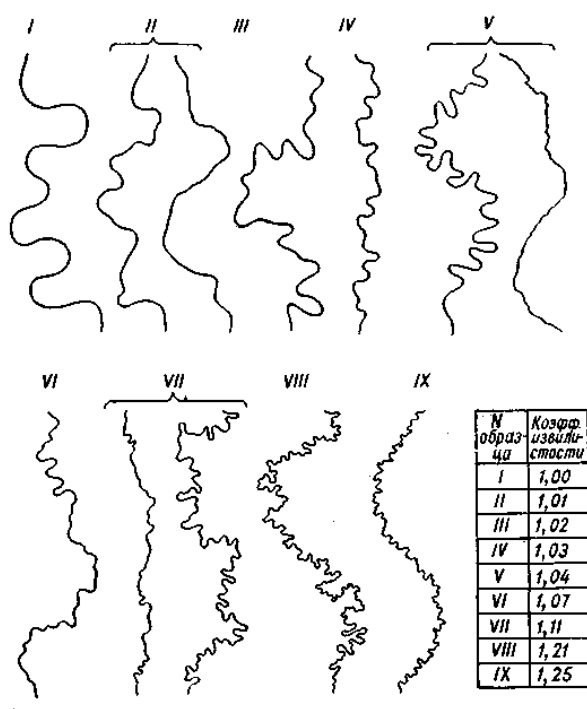 I II III IV V
VI VII VIII IX
N образ-ца Коэфф. извили-стости
I 1,00
II 1,01
III 1,02
IV 1,03
V 1,04
VI 1,07
VII 1,11
VIII 1,21
IX 1,25